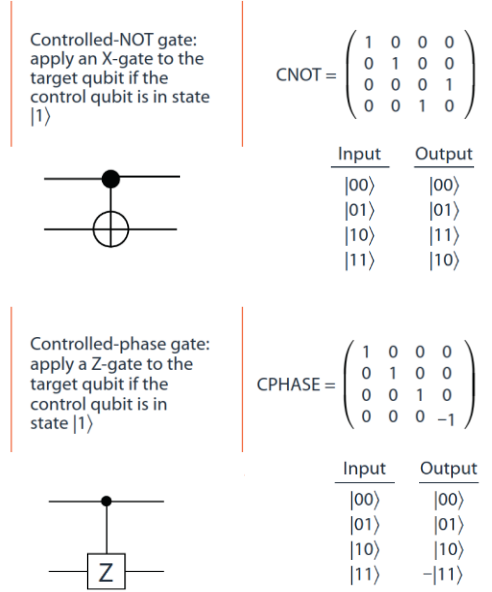 Controlled-NOT gate:
apply an X-gate to the
target qubit if the
control qubit is in state
|1⟩
CNOT =
1 0 0 0
0 1 0 0
0 0 0 1
0 0 1 0
Input Output
|00⟩ |00⟩
|01⟩ |01⟩
|10⟩ |11⟩
|11⟩ |10⟩
Controlled-phase gate:
apply a Z-gate to the
target qubit if the
control qubit is in
state |1⟩
CPHASE =
1 0 0 0
0 1 0 0
0 0 1 0
0 0 0 –1
Input Output
|00⟩ |00⟩
|01⟩ |01⟩
|10⟩ |10⟩
|11⟩ –|11⟩
Z